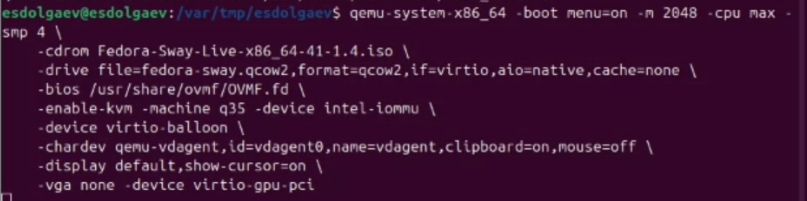 esdolgaev@esdolgaev:/var/tmp/esdolgaev$ qemu-system-x86_64 -boot menu=on -m 2048 -cpu max -
smp 4 \
-cdrom Fedora-Sway-Live-x86_64-41-1.4.iso \
-drive file=fedora-sway.qcow2,format=qcow2,if=virtio,aio=native,cache=none \
-bios /usr/share/ovmf/OVMF.fd \
-enable-kvm -machine q35 -device intel-iommu \
-device virtio-balloon \
-chardev qemu-vdagent,id=vdagent0,name=vdagent,clipboard=on,mouse=off \
-display default,show-cursor=on \
-vga none -device virtio-gpu-pci